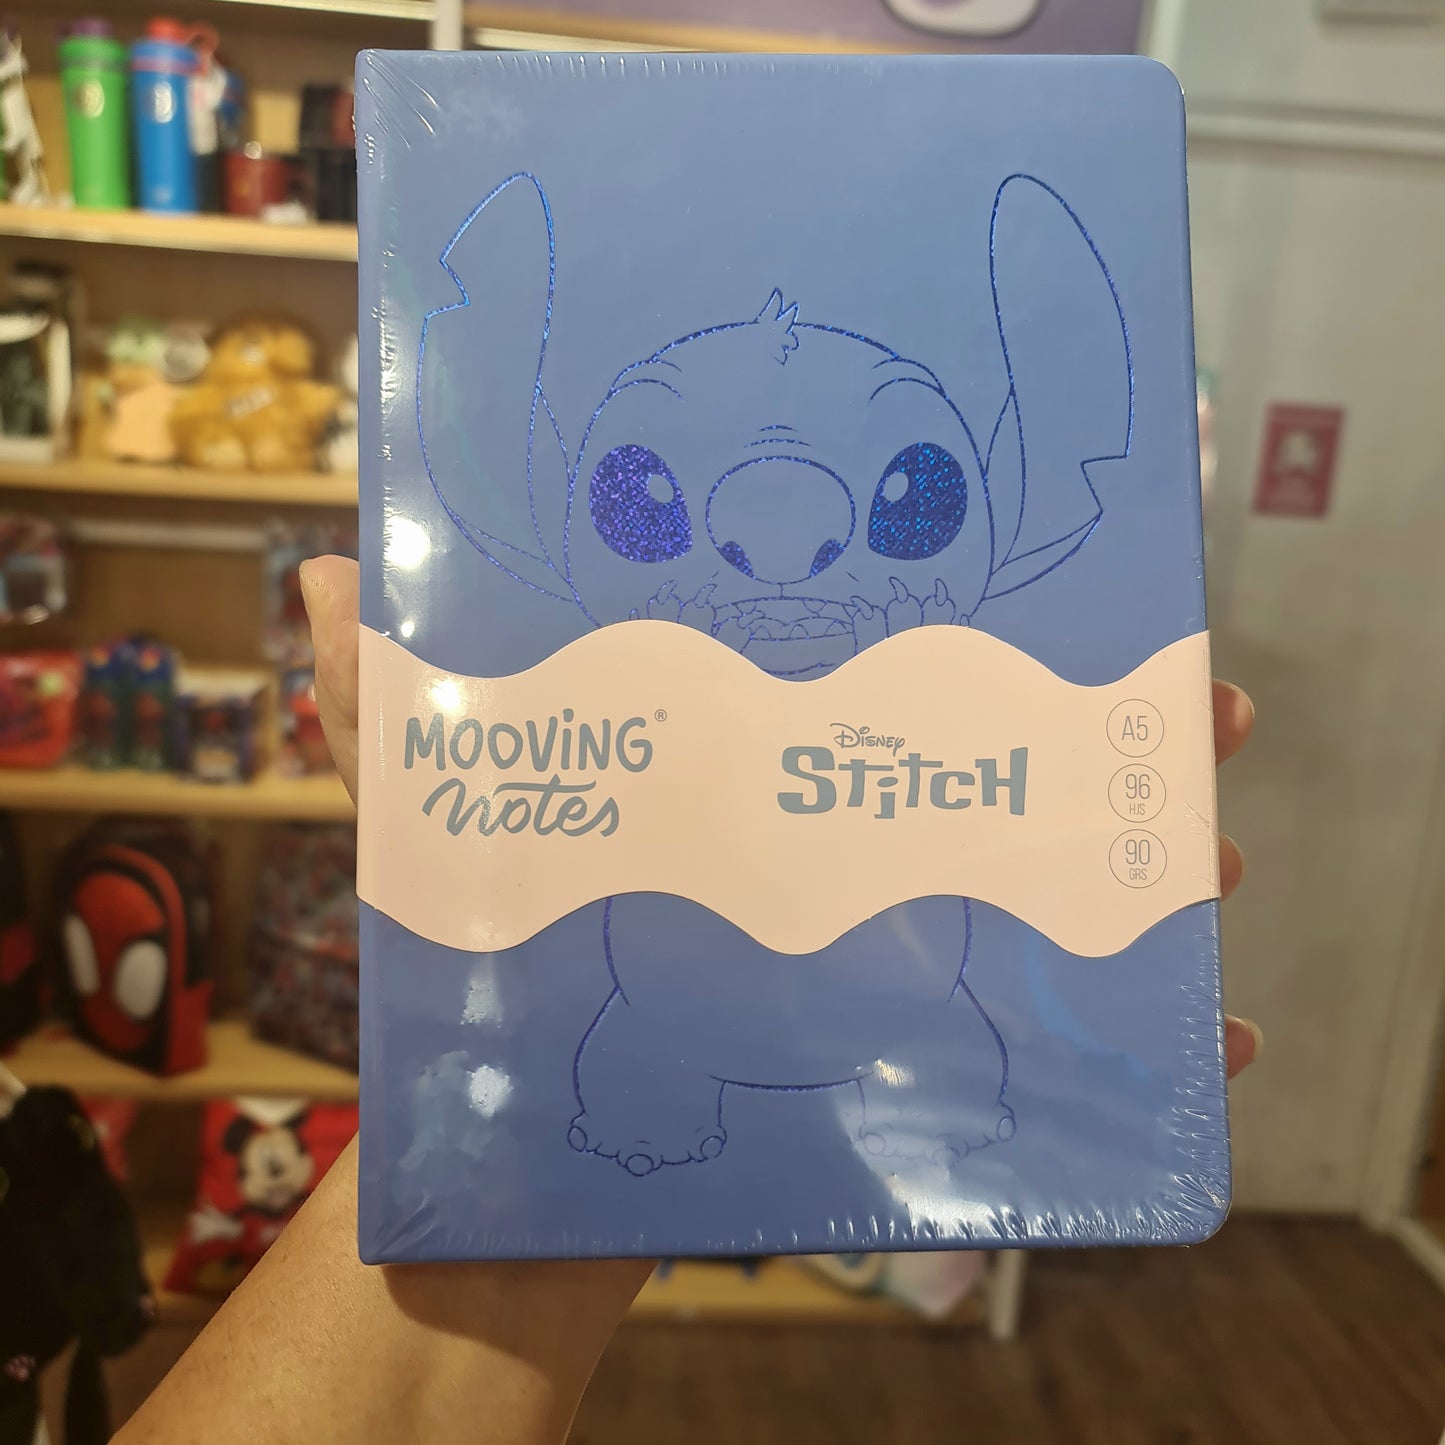 MOOVING®
notes
Disney
Stitch
A5
96
HJS
90
GRS